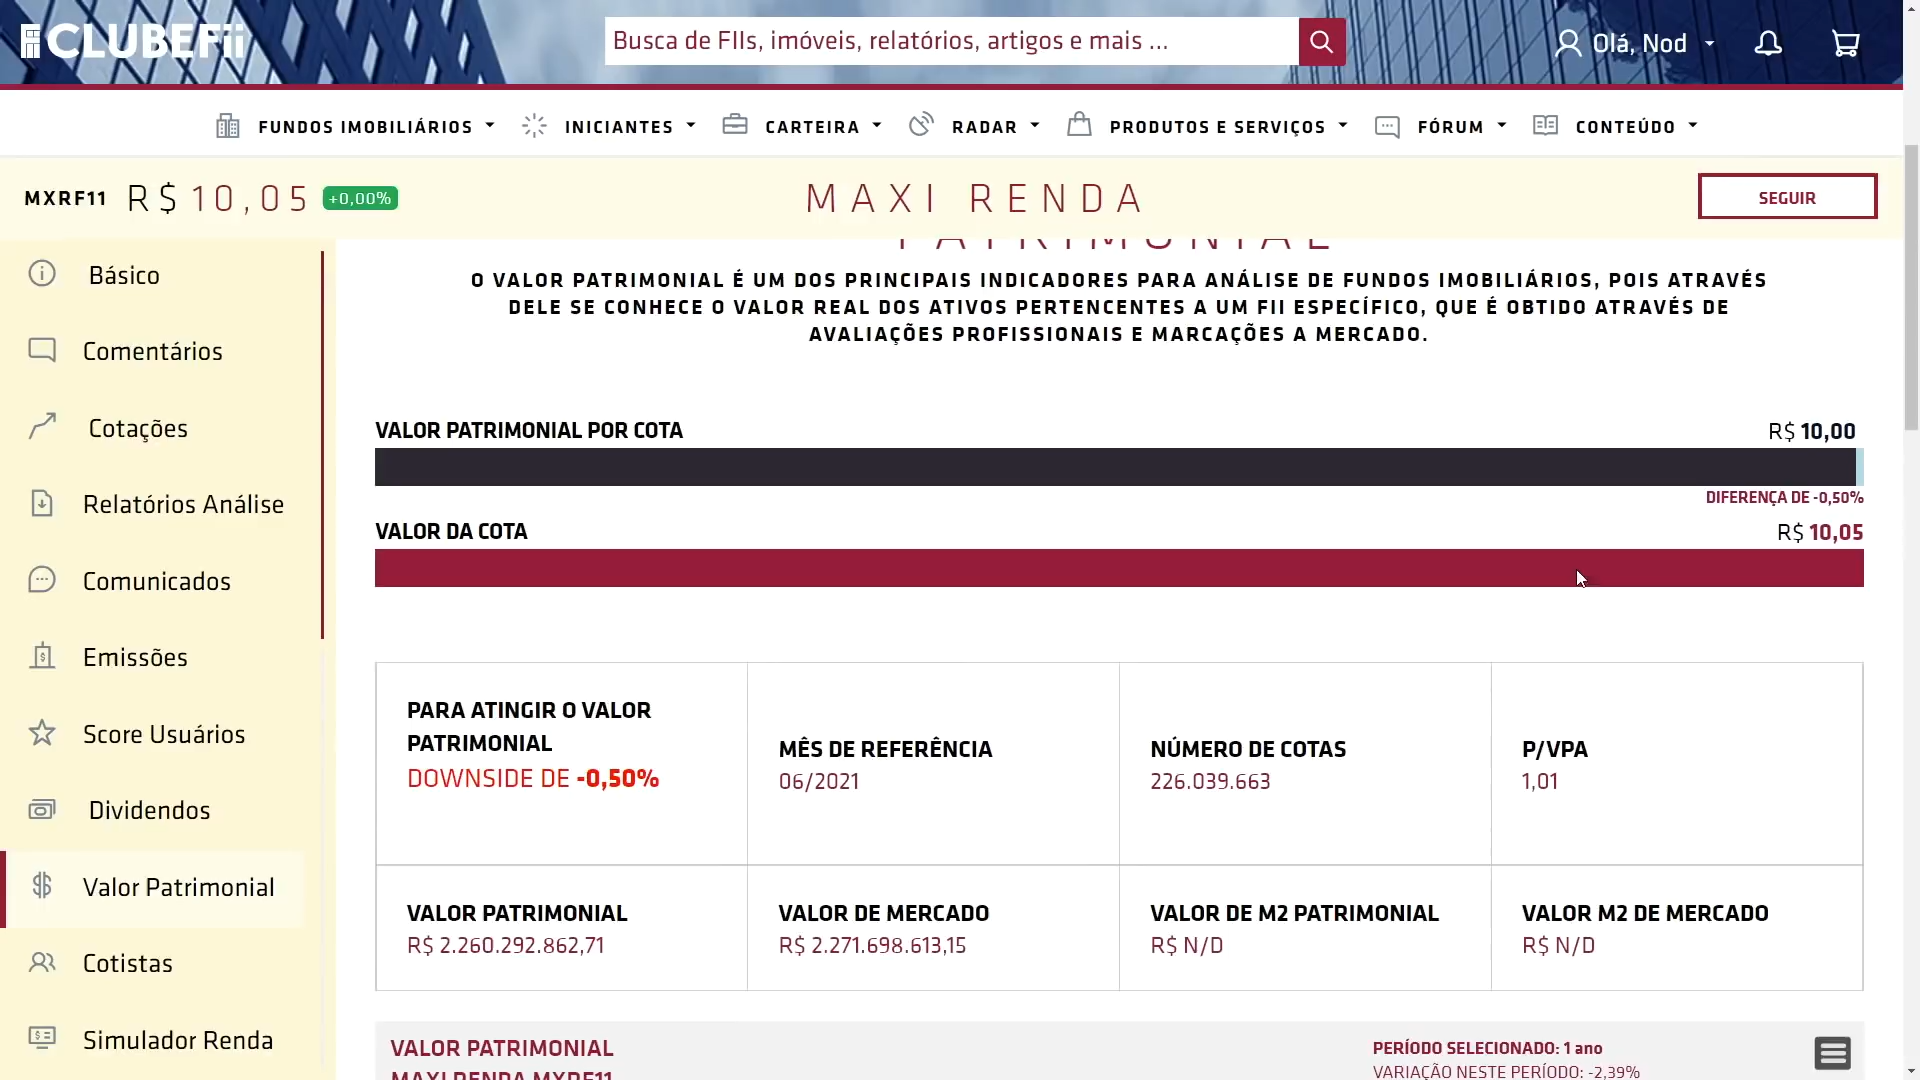 CLUBEFii
Busca de FIIs, imóveis, relatórios, artigos e mais ...
Olá, Nod
FUNDOS IMOBILIÁRIOS
INICIANTES
CARTEIRA
RADAR
PRODUTOS E SERVIÇOS
FÓRUM
CONTEÚDO
MXRF11 R$ 10,05 +0,00%
MAXI RENDA
SEGUIR
PATRIMONIAL
O VALOR PATRIMONIAL É UM DOS PRINCIPAIS INDICADORES PARA ANÁLISE DE FUNDOS IMOBILIÁRIOS, POIS ATRAVÉS
DELE SE CONHECE O VALOR REAL DOS ATIVOS PERTENCENTES A UM FII ESPECÍFICO, QUE É OBTIDO ATRAVÉS DE
AVALIAÇÕES PROFISSIONAIS E MARCAÇÕES A MERCADO.
Básico
Comentários
Cotações
Relatórios Análise
Comunicados
Emissões
Score Usuários
Dividendos
Valor Patrimonial
Cotistas
Simulador Renda
VALOR PATRIMONIAL POR COTA
R$ 10,00
DIFERENÇA DE -0,50%
VALOR DA COTA
R$ 10,05
PARA ATINGIR O VALOR
PATRIMONIAL
DOWNSIDE DE -0,50%
MÊS DE REFERÊNCIA
06/2021
NÚMERO DE COTAS
226.039.663
P/VPA
1,01
VALOR PATRIMONIAL
R$ 2.260.292.862,71
VALOR DE MERCADO
R$ 2.271.698.613,15
VALOR DE M2 PATRIMONIAL
R$ N/D
VALOR M2 DE MERCADO
R$ N/D
VALOR PATRIMONIAL
MAXI RENDA MXRF11
PERÍODO SELECIONADO: 1 ano
VARIAÇÃO NESTE PERÍODO: -2,39%